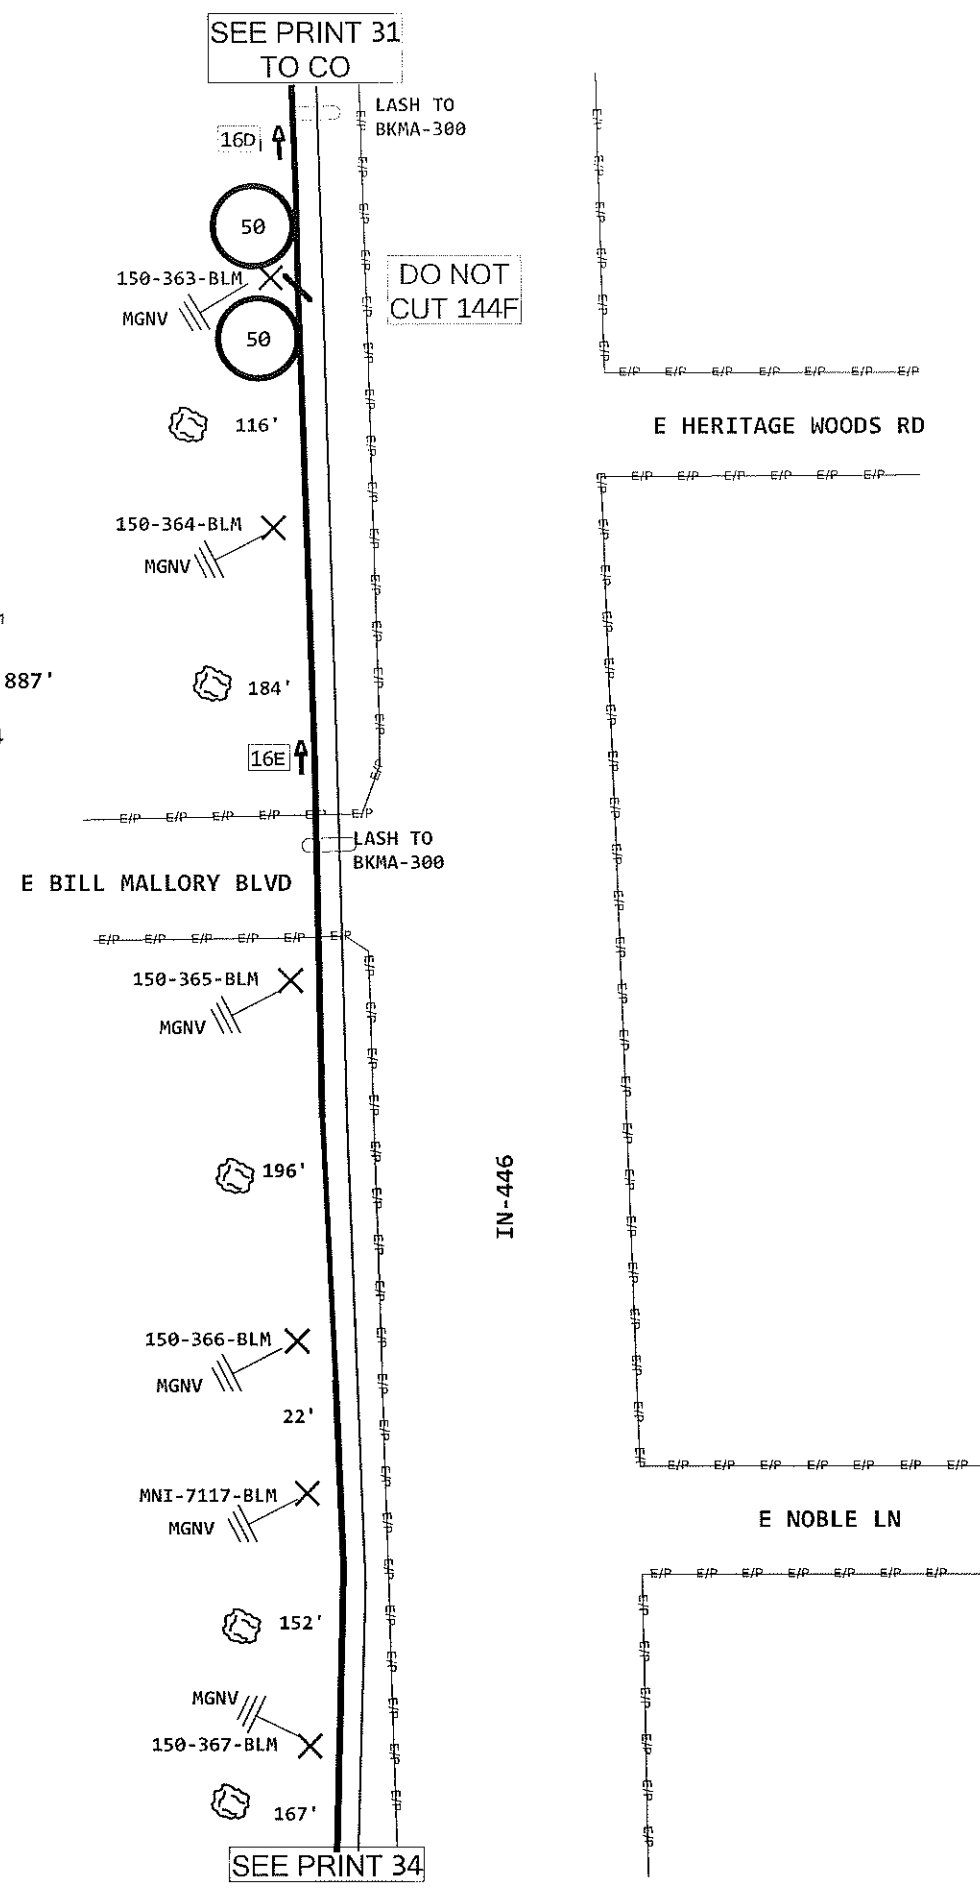 SEE PRINT 31
TO CO
LASH TO
BKMA-300
16D
E/P
50
150-363-BLM
MGNV
DO NOT
CUT 144F
50
116'
E HERITAGE WOODS RD
150-364-BLM
MGNV
887'
184'
16E
LASH TO
BKMA-300
E BILL MALLORY BLVD
150-365-BLM
MGNV
196'
IN-446
150-366-BLM
MGNV
22'
MNI-7117-BLM
MGNV
E NOBLE LN
152'
MGNV
150-367-BLM
167'
SEE PRINT 34